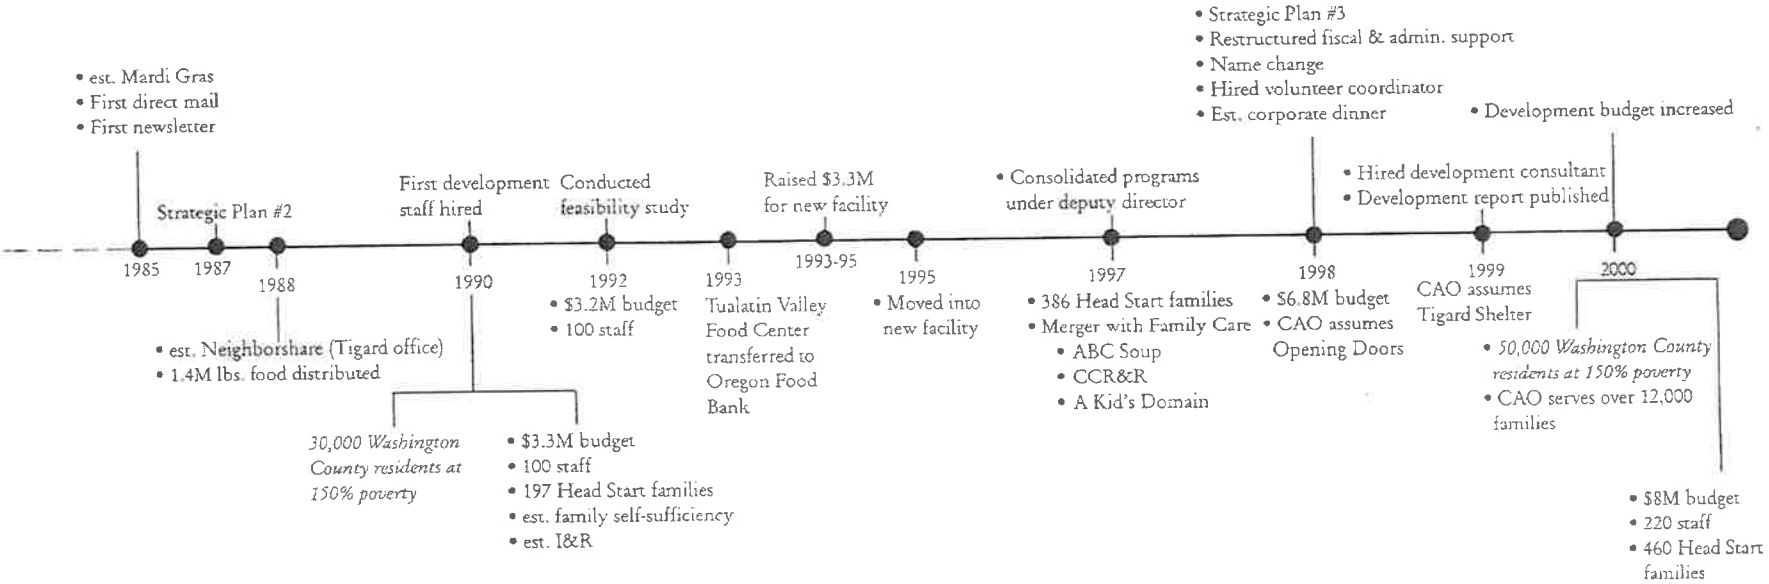 • est. Mardi Gras
• First direct mail
• First newsletter
1985
Strategic Plan #2
1987
1988
• est. Neighborshare (Tigard office)
• 1.4M lbs. food distributed
First development
staff hired
1990
30,000 Washington
County residents at
150% poverty
• $3.3M budget
• 100 staff
• 197 Head Start families
• est. family self-sufficiency
• est. I&R
Conducted
feasibility study
1992
• $3.2M budget
• 100 staff
1993
Tualatin Valley
Food Center
transferred to
Oregon Food
Bank
Raised $3.3M
for new facility
1993-95
1995
• Moved into
new facility
• Consolidated programs
under deputy director
1997
• 386 Head Start families
• Merger with Family Care
• ABC Soup
• CCR&R
• A Kid's Domain
• Strategic Plan #3
• Restructured fiscal & admin. support
• Name change
• Hired volunteer coordinator
• Est. corporate dinner
1998
• $6.8M budget
• CAO assumes
Opening Doors
• Hired development consultant
• Development report published
1999
CAO assumes
Tigard Shelter
• Development budget increased
2000
• 50,000 Washington County
residents at 150% poverty
• CAO serves over 12,000
families
• $8M budget
• 220 staff
• 460 Head Start
families